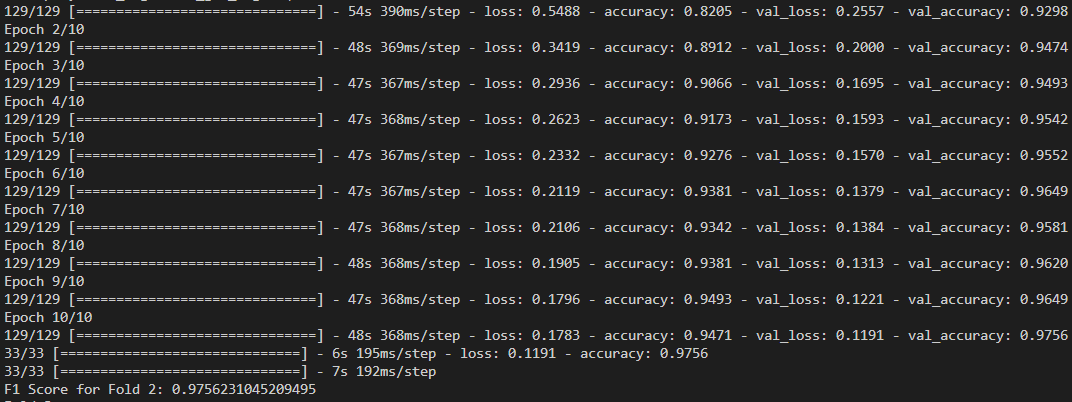 129/129 [==============================] - 54s 390ms/step - loss: 0.5488 - accuracy: 0.8205 - val_loss: 0.2557 - val_accuracy: 0.9298
Epoch 2/10
129/129 [==============================] - 48s 369ms/step - loss: 0.3419 - accuracy: 0.8912 - val_loss: 0.2000 - val_accuracy: 0.9474
Epoch 3/10
129/129 [==============================] - 47s 367ms/step - loss: 0.2936 - accuracy: 0.9066 - val_loss: 0.1695 - val_accuracy: 0.9493
Epoch 4/10
129/129 [==============================] - 47s 368ms/step - loss: 0.2623 - accuracy: 0.9173 - val_loss: 0.1593 - val_accuracy: 0.9542
Epoch 5/10
129/129 [==============================] - 47s 367ms/step - loss: 0.2332 - accuracy: 0.9276 - val_loss: 0.1570 - val_accuracy: 0.9552
Epoch 6/10
129/129 [==============================] - 47s 367ms/step - loss: 0.2119 - accuracy: 0.9381 - val_loss: 0.1379 - val_accuracy: 0.9649
Epoch 7/10
129/129 [==============================] - 47s 368ms/step - loss: 0.2106 - accuracy: 0.9342 - val_loss: 0.1384 - val_accuracy: 0.9581
Epoch 8/10
129/129 [==============================] - 48s 368ms/step - loss: 0.1905 - accuracy: 0.9381 - val_loss: 0.1313 - val_accuracy: 0.9620
Epoch 9/10
129/129 [==============================] - 47s 368ms/step - loss: 0.1796 - accuracy: 0.9493 - val_loss: 0.1221 - val_accuracy: 0.9649
Epoch 10/10
129/129 [==============================] - 48s 368ms/step - loss: 0.1783 - accuracy: 0.9471 - val_loss: 0.1191 - val_accuracy: 0.9756
33/33 [==============================] - 6s 195ms/step - loss: 0.1191 - accuracy: 0.9756
33/33 [==============================] - 7s 192ms/step
F1 Score for Fold 2: 0.9756231045209495